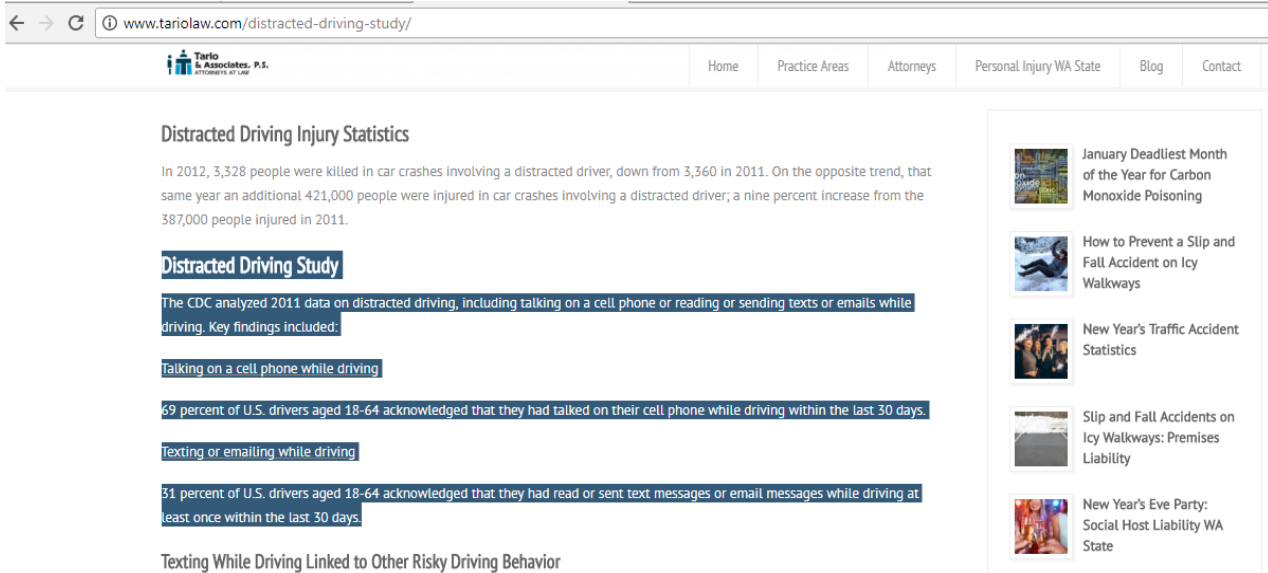 www.tariolaw.com/distracted-driving-study/
Tario
& Associates, P.S.
ATTORNEYS AT LAW
Home
Practice Areas
Attorneys
Personal Injury WA State
Blog
Contact
Distracted Driving Injury Statistics
In 2012, 3,328 people were killed in car crashes involving a distracted driver, down from 3,360 in 2011. On the opposite trend, that
same year an additional 421,000 people were injured in car crashes involving a distracted driver; a nine percent increase from the
387,000 people injured in 2011.
Distracted Driving Study
The CDC analyzed 2011 data on distracted driving, including talking on a cell phone or reading or sending texts or emails while
driving. Key findings included:
Talking on a cell phone while driving
69 percent of U.S. drivers aged 18-64 acknowledged that they had talked on their cell phone while driving within the last 30 days.
Texting or emailing while driving
31 percent of U.S. drivers aged 18-64 acknowledged that they had read or sent text messages or email messages while driving at
least once within the last 30 days.
Texting While Driving Linked to Other Risky Driving Behavior
January Deadliest Month
of the Year for Carbon
Monoxide Poisoning
How to Prevent a Slip and
Fall Accident on Icy
Walkways
New Year's Traffic Accident
Statistics
Slip and Fall Accidents on
Icy Walkways: Premises
Liability
New Year's Eve Party:
Social Host Liability WA
State